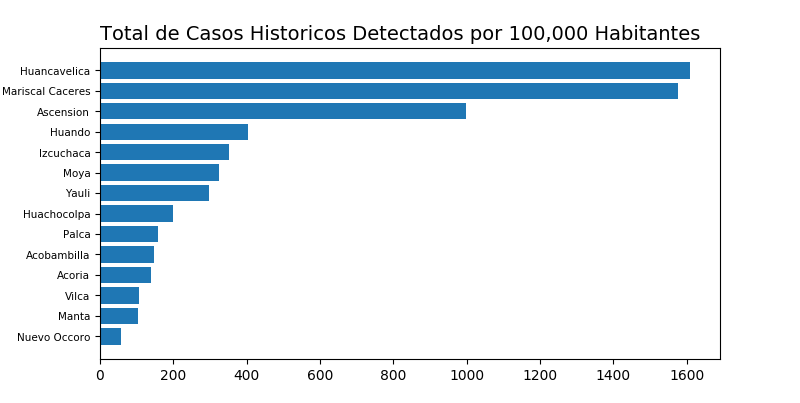 Total de Casos Historicos Detectados por 100,000 Habitantes
Huancavelica
Mariscal Caceres
Ascension
Huando
Izcuchaca
Moya
Yauli
Huachocolpa
Palca
Acobambilla
Acoria
Vilca
Manta
Nuevo Occoro
0 200 400 600 800 1000 1200 1400 1600